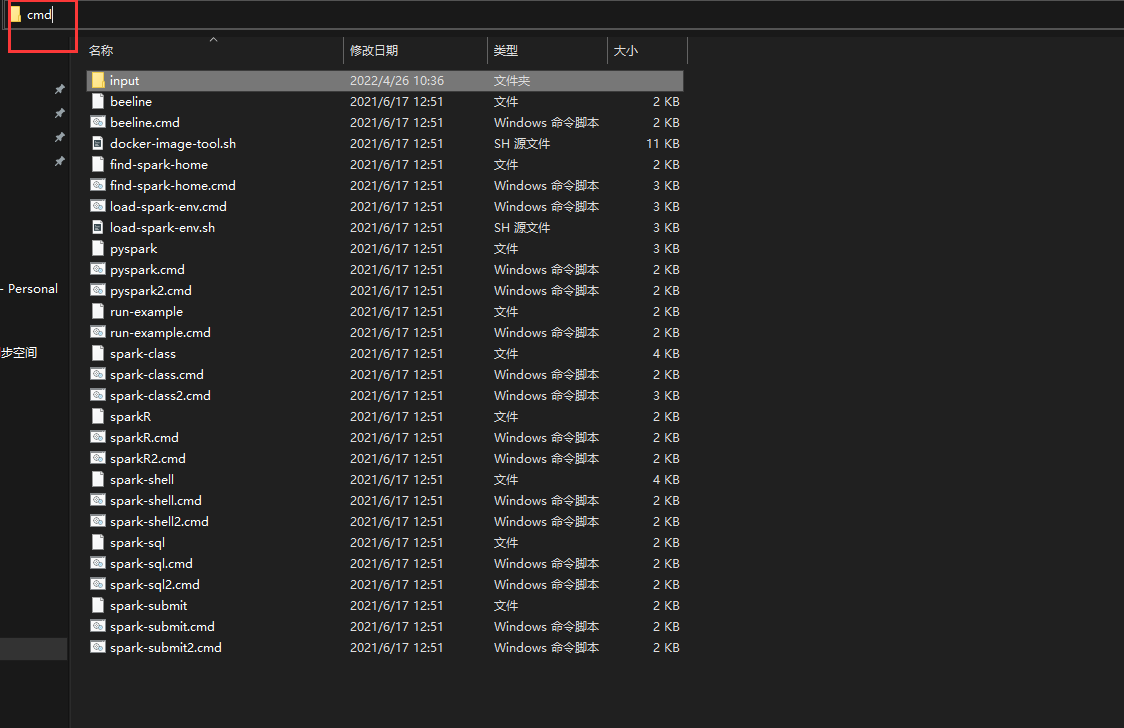 cmd
名称 修改日期 类型 大小
input 2022/4/26 10:36 文件夹
beeline 2021/6/17 12:51 文件 2 KB
beeline.cmd 2021/6/17 12:51 Windows 命令脚本 2 KB
docker-image-tool.sh 2021/6/17 12:51 SH 源文件 11 KB
find-spark-home 2021/6/17 12:51 文件 2 KB
find-spark-home.cmd 2021/6/17 12:51 Windows 命令脚本 3 KB
load-spark-env.cmd 2021/6/17 12:51 Windows 命令脚本 3 KB
load-spark-env.sh 2021/6/17 12:51 SH 源文件 3 KB
pyspark 2021/6/17 12:51 文件 3 KB
pyspark.cmd 2021/6/17 12:51 Windows 命令脚本 2 KB
- Personal pyspark2.cmd 2021/6/17 12:51 Windows 命令脚本 2 KB
run-example 2021/6/17 12:51 文件 2 KB
run-example.cmd 2021/6/17 12:51 Windows 命令脚本 2 KB
步空间 spark-class 2021/6/17 12:51 文件 4 KB
spark-class.cmd 2021/6/17 12:51 Windows 命令脚本 2 KB
spark-class2.cmd 2021/6/17 12:51 Windows 命令脚本 3 KB
sparkR 2021/6/17 12:51 文件 2 KB
sparkR.cmd 2021/6/17 12:51 Windows 命令脚本 2 KB
sparkR2.cmd 2021/6/17 12:51 Windows 命令脚本 2 KB
spark-shell 2021/6/17 12:51 文件 4 KB
spark-shell.cmd 2021/6/17 12:51 Windows 命令脚本 2 KB
spark-shell2.cmd 2021/6/17 12:51 Windows 命令脚本 2 KB
spark-sql 2021/6/17 12:51 文件 2 KB
spark-sql.cmd 2021/6/17 12:51 Windows 命令脚本 2 KB
spark-sql2.cmd 2021/6/17 12:51 Windows 命令脚本 2 KB
spark-submit 2021/6/17 12:51 文件 2 KB
spark-submit.cmd 2021/6/17 12:51 Windows 命令脚本 2 KB
spark-submit2.cmd 2021/6/17 12:51 Windows 命令脚本 2 KB